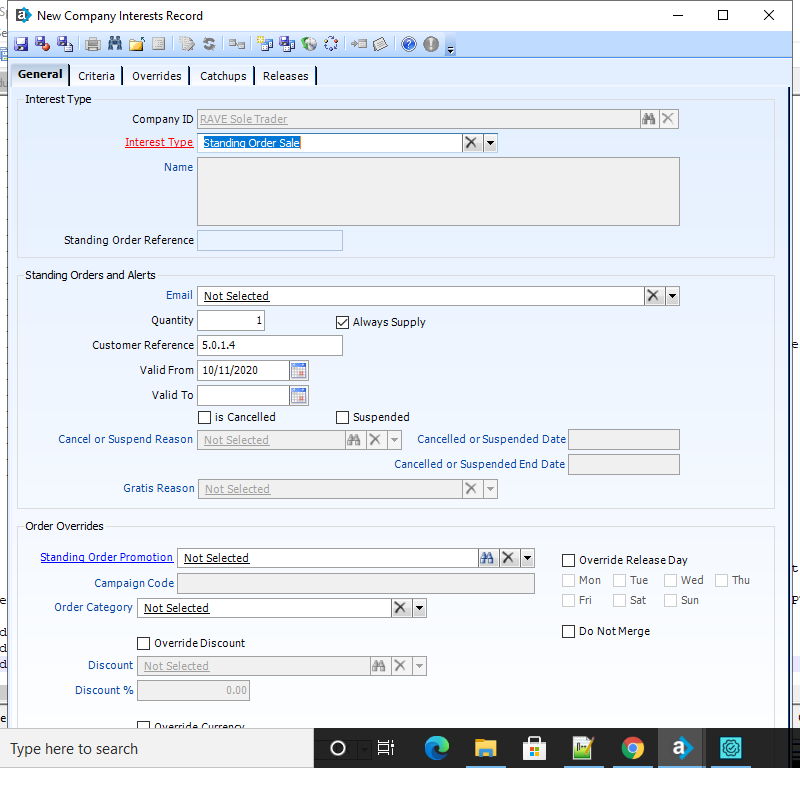 New Company Interests Record
General Criteria Overrides Catchups Releases
Interest Type
Company ID RAVE Sole Trader
Interest Type Standing Order Sale
Name
Standing Order Reference
Standing Orders and Alerts
Email Not Selected
Quantity 1 Always Supply
Customer Reference 5.0.1.4
Valid From 10/11/2020
Valid To
is Cancelled Suspended
Cancel or Suspend Reason Not Selected Cancelled or Suspended Date
Cancelled or Suspended End Date
Gratis Reason Not Selected
Order Overrides
Standing Order Promotion Not Selected Override Release Day
Campaign Code Mon Tue Wed Thu
Order Category Not Selected Fri Sat Sun
Do Not Merge
Override Discount
Discount Not Selected
Discount % 0.00
Override Currency
Type here to search